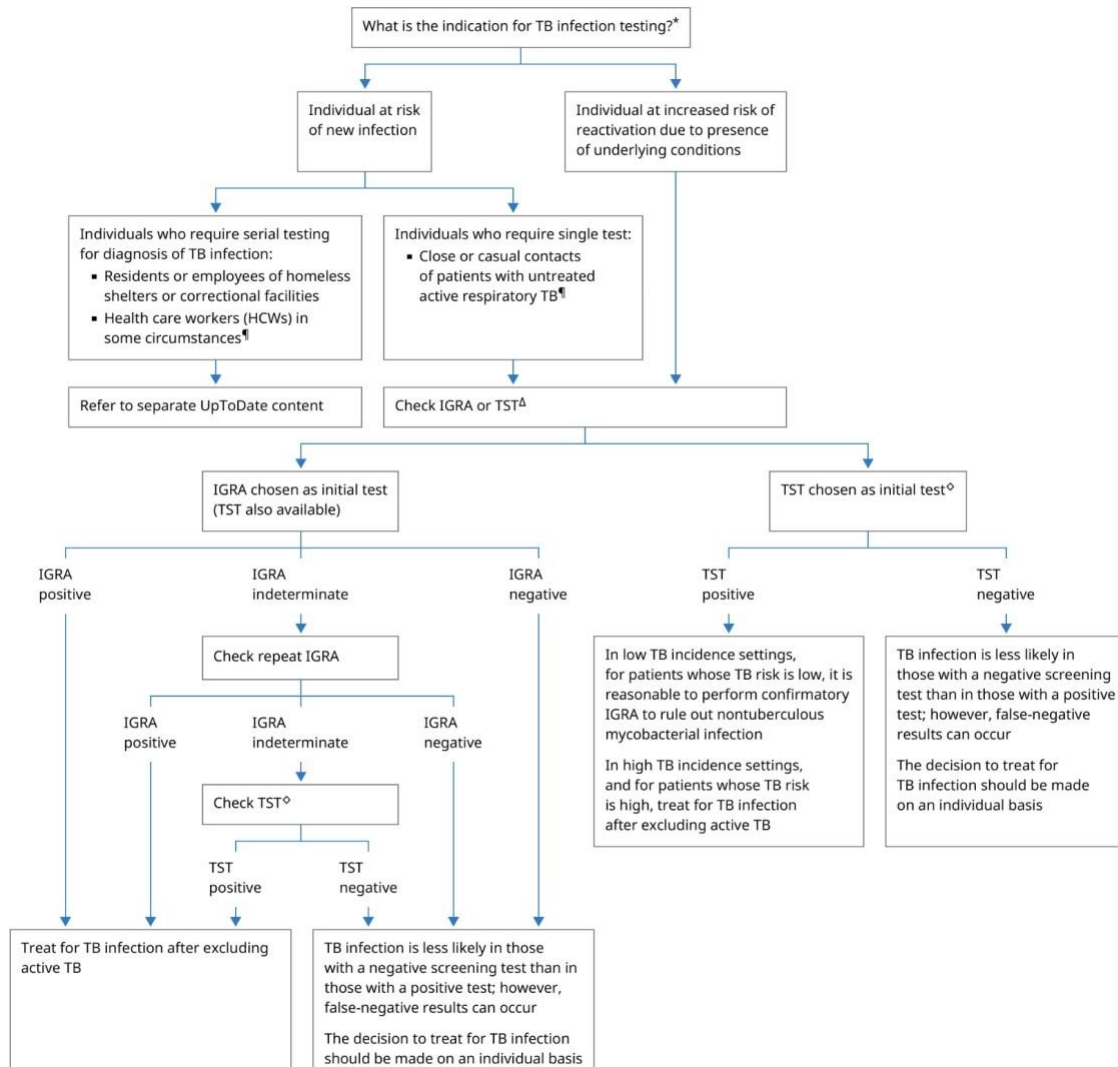 What is the indication for TB infection testing?*
Individual at risk
of new infection
Individual at increased risk of
reactivation due to presence
of underlying conditions
Individuals who require serial testing
for diagnosis of TB infection:
▪ Residents or employees of homeless
shelters or correctional facilities
▪ Health care workers (HCWs) in
some circumstances¶
Individuals who require single test:
▪ Close or casual contacts
of patients with untreated
active respiratory TB¶
Refer to separate UpToDate content
Check IGRA or TSTΔ
IGRA chosen as initial test
(TST also available)
TST chosen as initial test◇
IGRA
positive
IGRA
indeterminate
IGRA
negative
TST
positive
TST
negative
Check repeat IGRA
In low TB incidence settings,
for patients whose TB risk is low, it is
reasonable to perform confirmatory
IGRA to rule out nontuberculous
mycobacterial infection
In high TB incidence settings,
and for patients whose TB risk
is high, treat for TB infection
after excluding active TB
TB infection is less likely in
those with a negative screening
test than in those with a positive
test; however, false-negative
results can occur
The decision to treat for
TB infection should be made
on an individual basis
IGRA
positive
IGRA
indeterminate
IGRA
negative
Check TST◇
TST
positive
TST
negative
Treat for TB infection after excluding
active TB
TB infection is less likely in those
with a negative screening test than in
those with a positive test; however,
false-negative results can occur
The decision to treat for TB infection
should be made on an individual basis